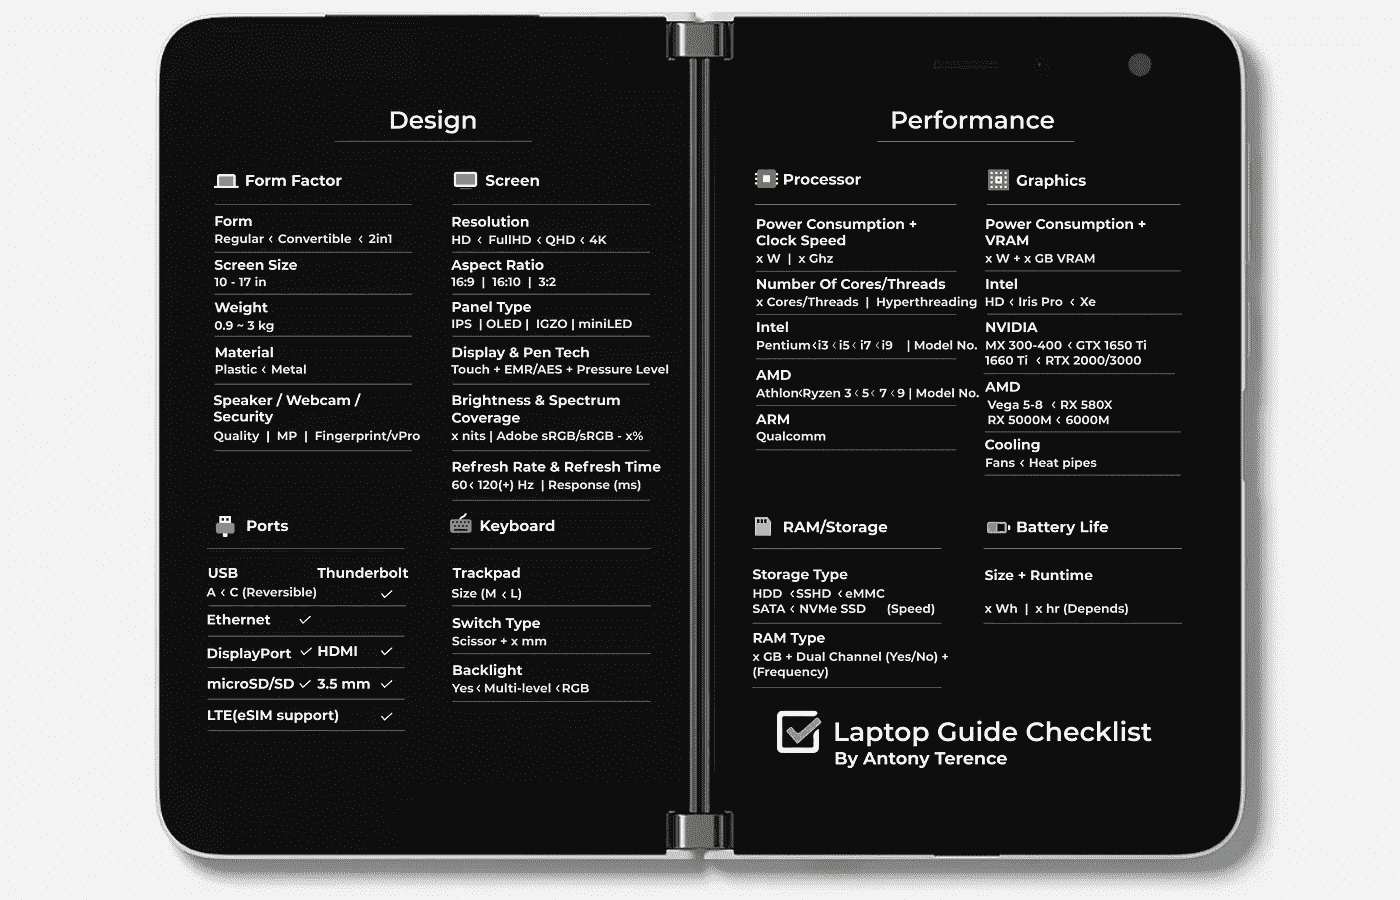 Design
Form Factor
Form
Regular ‹ Convertible ‹ 2in1
Screen Size
10 - 17 in
Weight
0.9 ~ 3 kg
Material
Plastic ‹ Metal
Speaker / Webcam /
Security
Quality | MP | Fingerprint/vPro
Screen
Resolution
HD ‹ FullHD ‹ QHD ‹ 4K
Aspect Ratio
16:9 | 16:10 | 3:2
Panel Type
IPS | OLED | IGZO | miniLED
Display & Pen Tech
Touch + EMR/AES + Pressure Level
Brightness & Spectrum
Coverage
x nits | Adobe sRGB/sRGB - x%
Refresh Rate & Refresh Time
60‹ 120(+) Hz | Response (ms)
Ports
USB Thunderbolt
A ‹ C (Reversible) ✓
Ethernet ✓
DisplayPort ✓ HDMI ✓
microSD/SD ✓ 3.5 mm ✓
LTE(eSIM support) ✓
Keyboard
Trackpad
Size (M ‹ L)
Switch Type
Scissor + x mm
Backlight
Yes ‹ Multi-level ‹RGB
Performance
Processor
Power Consumption +
Clock Speed
x W | x Ghz
Number Of Cores/Threads
x Cores/Threads | Hyperthreading
Intel
Pentium‹i3 ‹ i5 ‹ i7 ‹i9 | Model No.
AMD
Athlon‹Ryzen 3 ‹ 5 ‹ 7 ‹ 9 | Model No.
ARM
Qualcomm
Graphics
Power Consumption +
VRAM
x W + x GB VRAM
Intel
HD ‹ Iris Pro ‹ Xe
NVIDIA
MX 300-400 ‹ GTX 1650 Ti
1660 Ti ‹ RTX 2000/3000
AMD
Vega 5-8 ‹ RX 580X
RX 5000M ‹ 6000M
Cooling
Fans ‹ Heat pipes
RAM/Storage
Storage Type
HDD ‹SSHD ‹eMMC
SATA ‹ NVMe SSD (Speed)
RAM Type
x GB + Dual Channel (Yes/No) +
(Frequency)
Battery Life
Size + Runtime
x Wh | x hr (Depends)
Laptop Guide Checklist
By Antony Terence